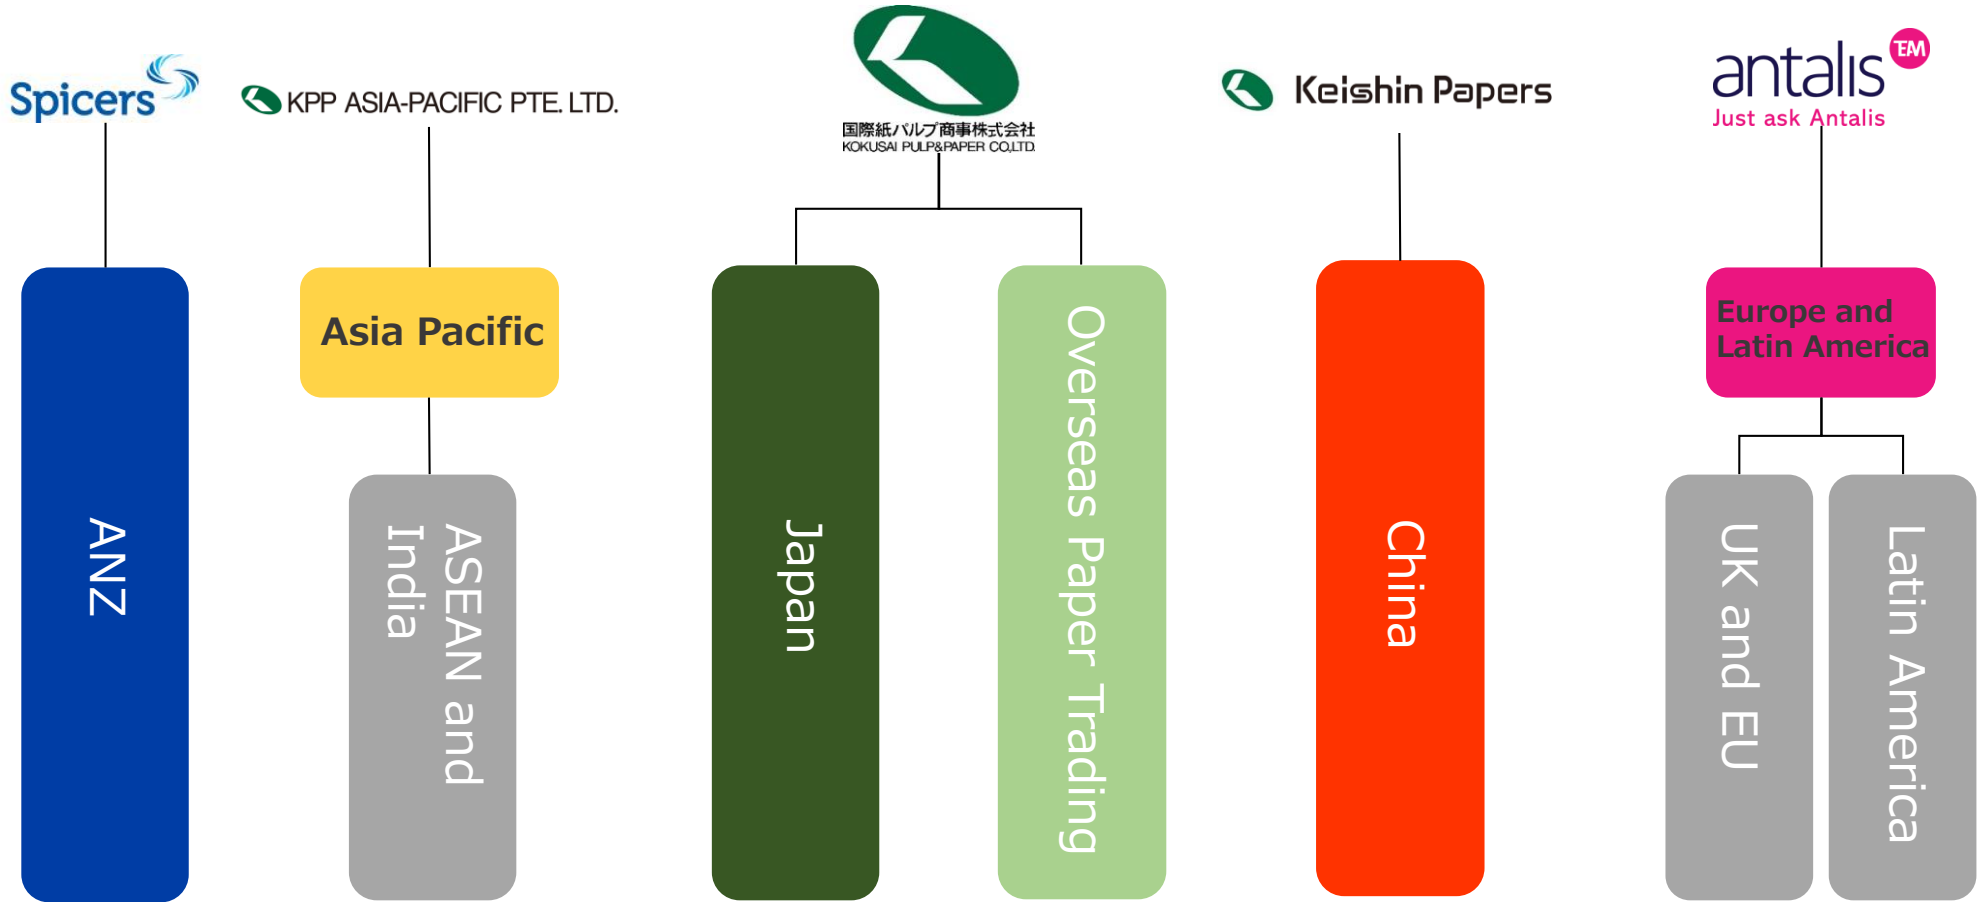 Spicers
KPP ASIA-PACIFIC PTE. LTD.
国際紙パルプ商事株式会社
KOKUSAI PULP&PAPER CO.,LTD.
Keishin Papers
antalis TM
Just ask Antalis
ANZ
Asia Pacific
ASEAN and
India
Japan
Overseas Paper Trading
China
Europe and
Latin America
UK and EU
Latin America